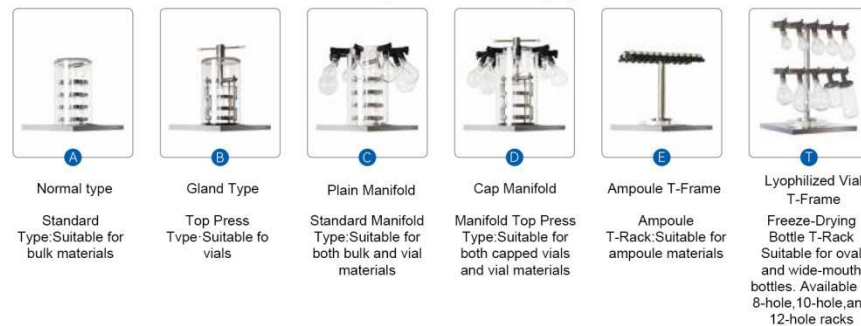 A
B
C
D
E
T
Normal type
Gland Type
Plain Manifold
Cap Manifold
Ampoule T-Frame
Lyophilized Vial
T-Frame
Standard
Type:Suitable for
bulk materials
Top Press
Type·Suitable fo
vials
Standard Manifold
Type:Suitable for
both bulk and vial
materials
Manifold Top Press
Type:Suitable for
both capped vials
and vial materials
Ampoule
T-Rack:Suitable for
ampoule materials
Freeze-Drying
Bottle T-Rack
Suitable for oval
and wide-mouth
bottles. Available
8-hole,10-hole,an
12-hole racks